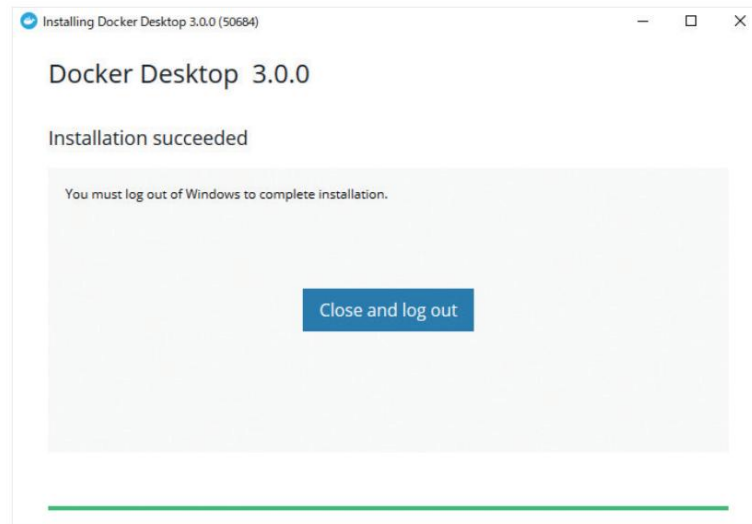 Installing Docker Desktop 3.0.0 (50684)
Docker Desktop 3.0.0
Installation succeeded
You must log out of Windows to complete installation.
Close and log out